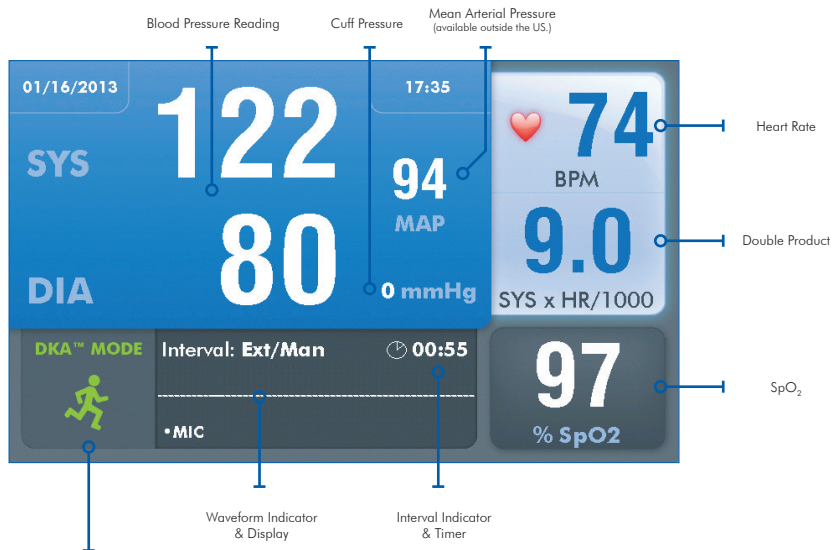 Blood Pressure Reading
Cuff Pressure
Mean Arterial Pressure
(available outside the US.)
01/16/2013
17:35
SYS
122
94
MAP
80
DIA
0 mmHg
74
BPM
Heart Rate
9.0
SYS x HR/1000
Double Product
DKA™ MODE
Interval: Ext/Man
00:55
•MIC
97
% SpO2
SpO₂
Waveform Indicator
& Display
Interval Indicator
& Timer